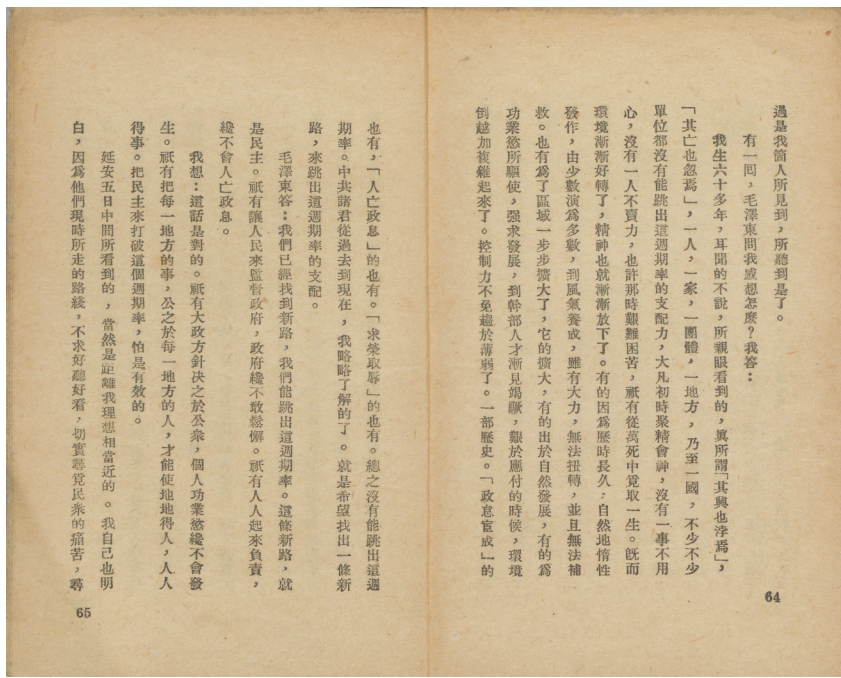 過是我個人所見到，所聽到是了。
有一回，毛澤東問我感想怎麽？我答：
我生六十多年，耳聞的不說，所親眼看到的，真所謂「其興也浡焉」，
「其亡也忽焉」，一人，一家，一團體，一地方，乃至一國，不少不少
單位都沒有能跳出這週期率的支配力，大凡初時聚精會神，沒有一事不用
心，沒有一人不賣力，也許那時艱難困苦，祇有從萬死中覓取一生。旣而
環境漸漸好轉了，精神也就漸漸放下了。有的因爲歷時長久，自然地惰性
發作，由少數演爲多數，到風氣養成，雖有大力，無法扭轉，並且無法補
救。也有爲了區域一步步擴大了，它的擴大，有的出於自然發展，有的爲
功業慾所驅使，强求發展，到幹部人才漸見竭蹶，艱於應付的時候，環境
倒越加複雜起來了。控制力不免趨於薄弱了。一部歷史。「政怠宦成」的
64
也有，「人亡政息」的也有。「求榮取辱」的也有。總之沒有能跳出這週
期率。中共諸君從過去到現在，我略略了解的了。就是希望找出一條新
路，來跳出這週期率的支配。
毛澤東答：我們已經找到新路，我們能跳出這週期率。這條新路，就
是民主。祇有讓人民來監督政府，政府纔不敢鬆懈。祇有人人起來負責，
纔不會人亡政息。
我想：這話是對的。祇有大政方針決之於公衆，個人功業慾纔不會發
生。祇有把每一地方的事，公之於每一地方的人，才能使地地得人，人人
得事。把民主來打破這個週期率，怕是有效的。
延安五日中間所看到的，當然是距離我理想相當近的。我自己也明
白，因爲他們現時所走的路綫，不求好聽好看，切實尋覓民衆的痛苦，尋
65